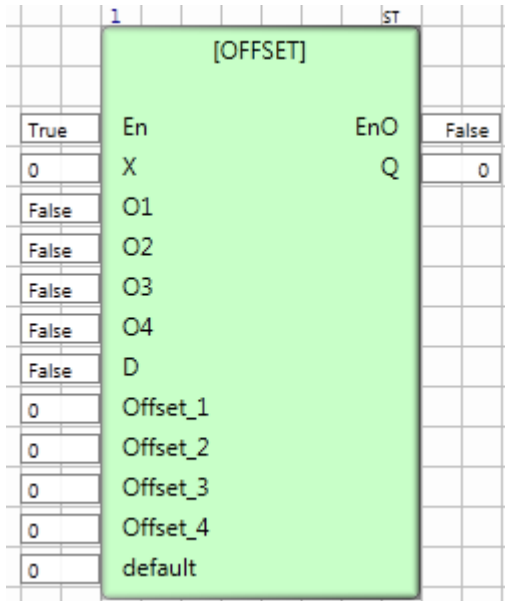 1 ST
[OFFSET]
True En EnO False
0 X Q 0
False O1
False O2
False O3
False O4
False D
0 Offset_1
0 Offset_2
0 Offset_3
0 Offset_4
0 default